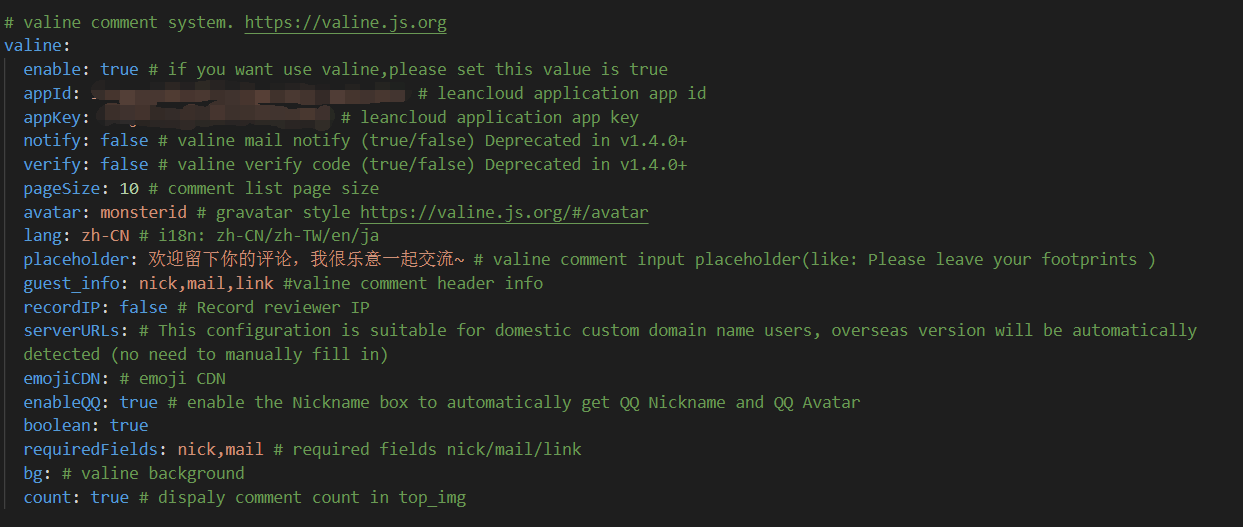 # valine comment system. https://valine.js.org
valine:
enable: true # if you want use valine,please set this value is true
appId: # leancloud application app id
appKey: # leancloud application app key
notify: false # valine mail notify (true/false) Deprecated in v1.4.0+
verify: false # valine verify code (true/false) Deprecated in v1.4.0+
pageSize: 10 # comment list page size
avatar: monsterid # gravatar style https://valine.js.org/#/avatar
lang: zh-CN # i18n: zh-CN/zh-TW/en/ja
placeholder: 欢迎留下你的评论，我很乐意一起交流~ # valine comment input placeholder(like: Please leave your footprints )
guest_info: nick,mail,link #valine comment header info
recordIP: false # Record reviewer IP
serverURLs: # This configuration is suitable for domestic custom domain name users, overseas version will be automatically
detected (no need to manually fill in)
emojiCDN: # emoji CDN
enableQQ: true # enable the Nickname box to automatically get QQ Nickname and QQ Avatar
boolean: true
requiredFields: nick,mail # required fields nick/mail/link
bg: # valine background
count: true # dispaly comment count in top_img